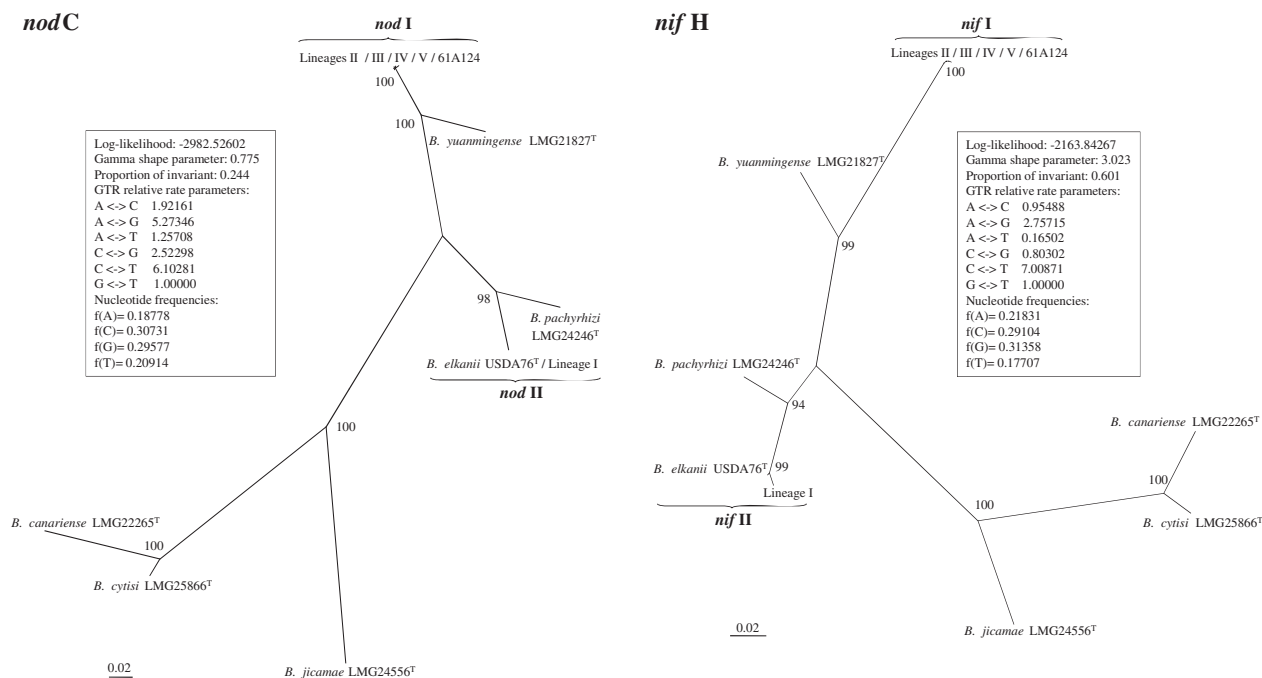 nodC
nod I
Lineages II / III / IV / V / 61A124
100
100
B. yuanmingense LMG21827ᵀ
Log-likelihood: -2982.52602
Gamma shape parameter: 0.775
Proportion of invariant: 0.244
GTR relative rate parameters:
A <-> C 1.92161
A <-> G 5.27346
A <-> T 1.25708
C <-> G 2.52298
C <-> T 6.10281
G <-> T 1.00000
Nucleotide frequencies:
f(A)= 0.18778
f(C)= 0.30731
f(G)= 0.29577
f(T)= 0.20914
98
B. pachyrhizi
LMG24246ᵀ
B. elkanii USDA76ᵀ / Lineage I
nod II
100
B. canariense LMG22265ᵀ
100
B. cytisi LMG25866ᵀ
B. jicamae LMG24556ᵀ
0.02
nif H
nif I
Lineages II / III / IV / V / 61A124
100
B. yuanmingense LMG21827ᵀ
99
Log-likelihood: -2163.84267
Gamma shape parameter: 3.023
Proportion of invariant: 0.601
GTR relative rate parameters:
A <-> C 0.95488
A <-> G 2.75715
A <-> T 0.16502
C <-> G 0.80302
C <-> T 7.00871
G <-> T 1.00000
Nucleotide frequencies:
f(A)= 0.21831
f(C)= 0.29104
f(G)= 0.31358
f(T)= 0.17707
B. pachyrhizi LMG24246ᵀ
94
B. elkanii USDA76ᵀ
99
Lineage I
nif II
B. canariense LMG22265ᵀ
100
100
B. cytisi LMG25866ᵀ
B. jicamae LMG24556ᵀ
0.02